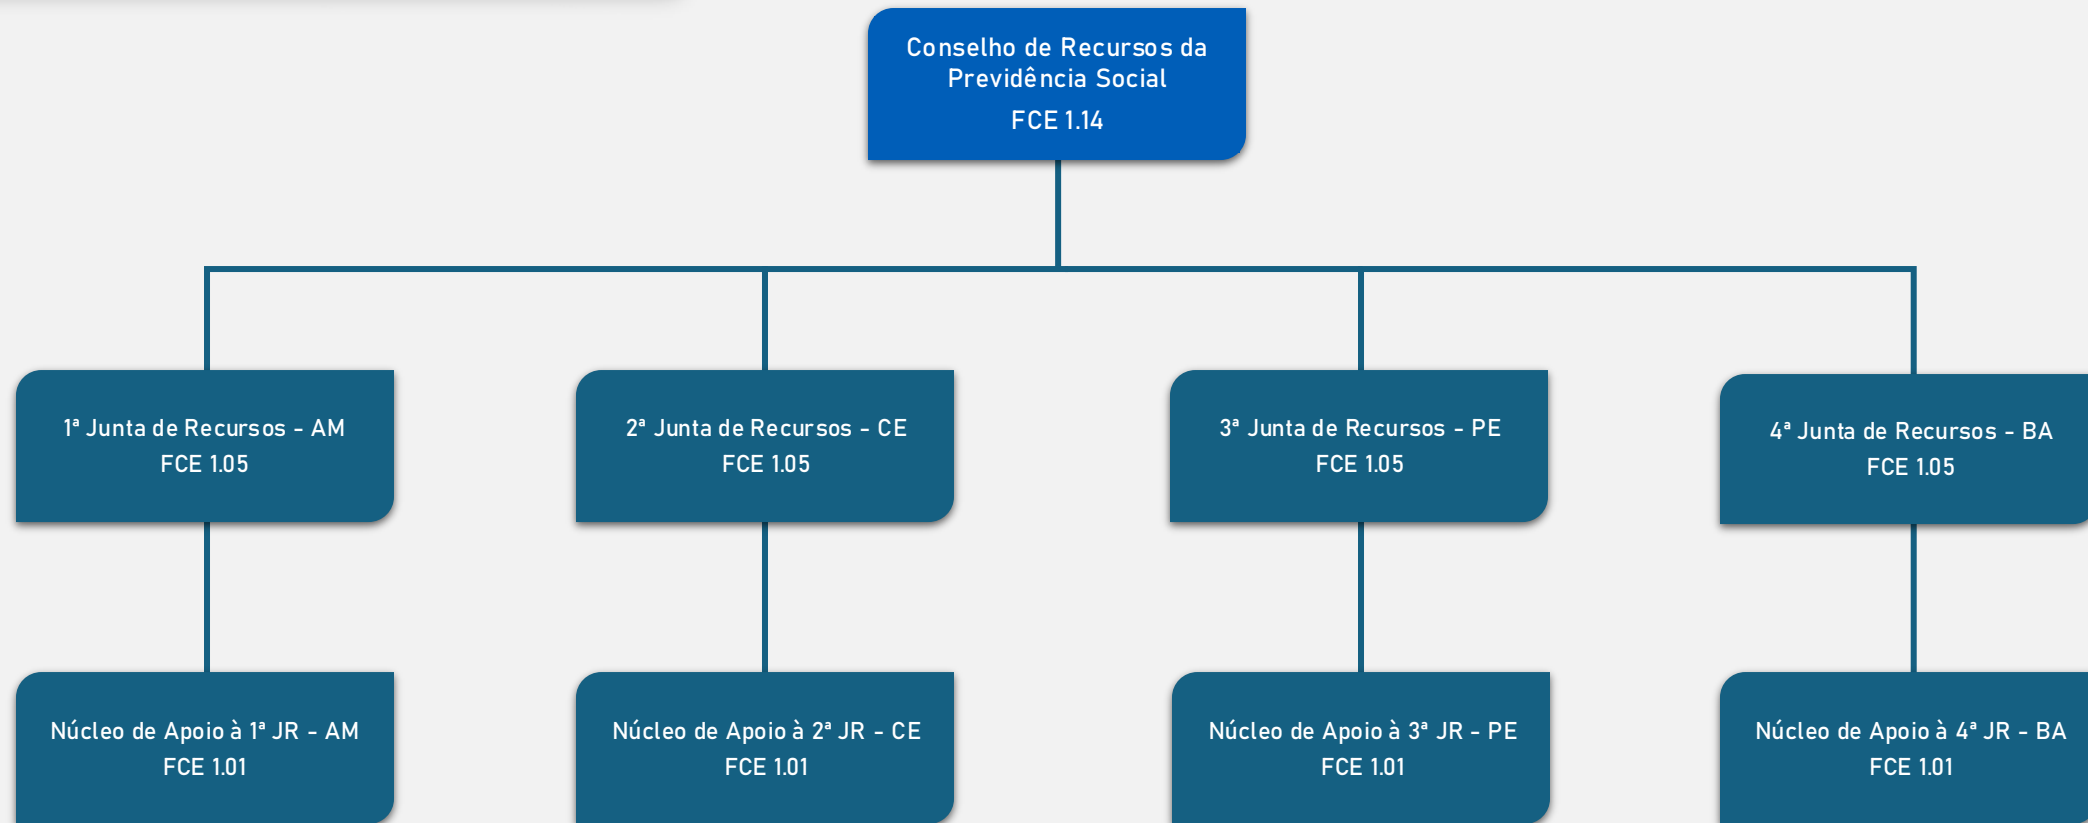 Conselho de Recursos da
Previdência Social
FCE 1.14
1ª Junta de Recursos - AM
FCE 1.05
2ª Junta de Recursos - CE
FCE 1.05
3ª Junta de Recursos - PE
FCE 1.05
4ª Junta de Recursos - BA
FCE 1.05
Núcleo de Apoio à 1ª JR - AM
FCE 1.01
Núcleo de Apoio à 2ª JR - CE
FCE 1.01
Núcleo de Apoio à 3ª JR - PE
FCE 1.01
Núcleo de Apoio à 4ª JR - BA
FCE 1.01